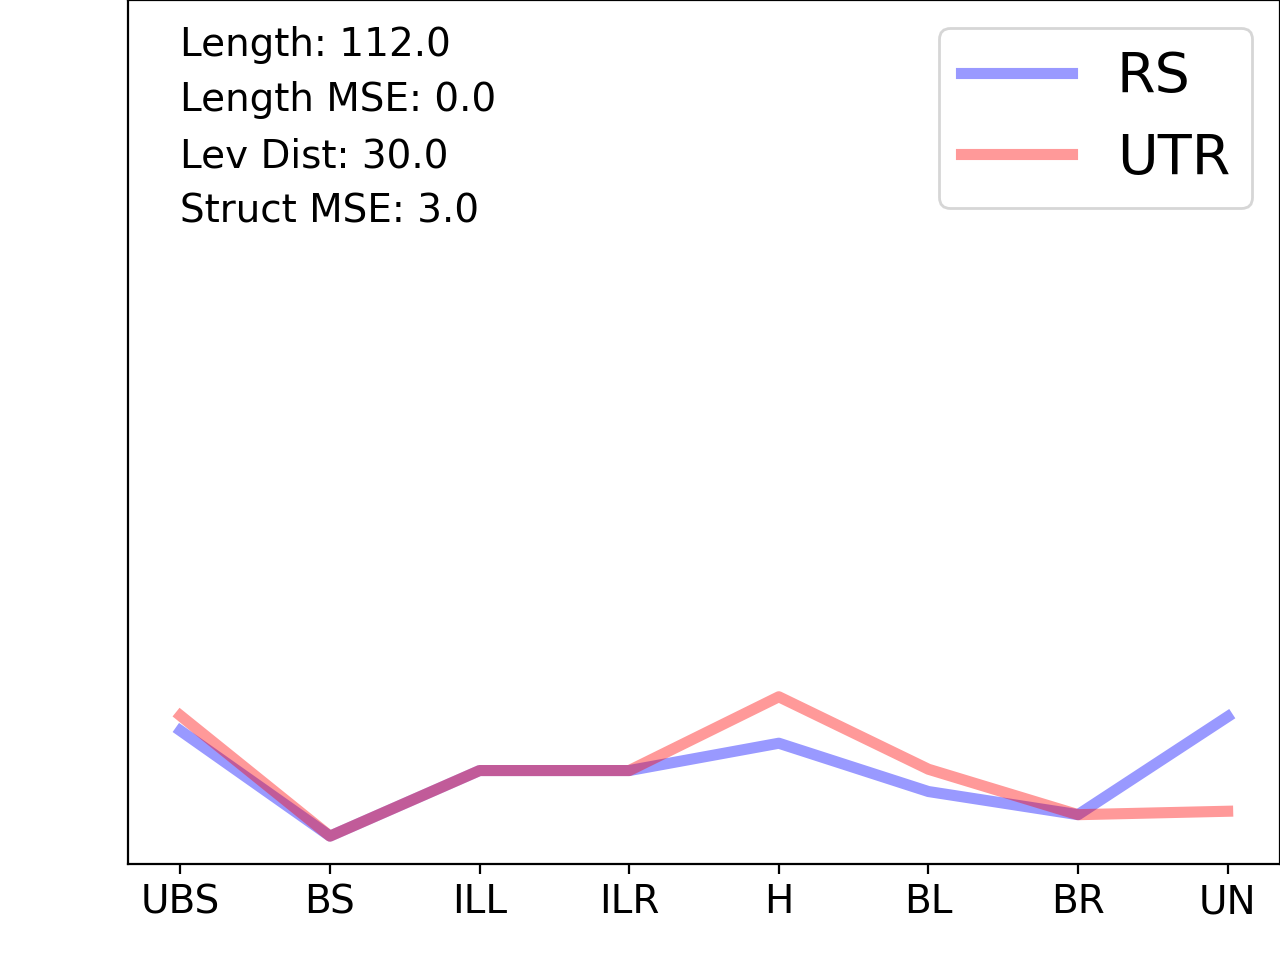 Length: 112.0
Length MSE: 0.0
Lev Dist: 30.0
Struct MSE: 3.0
RS
UTR
UBS BS ILL ILR H BL BR UN